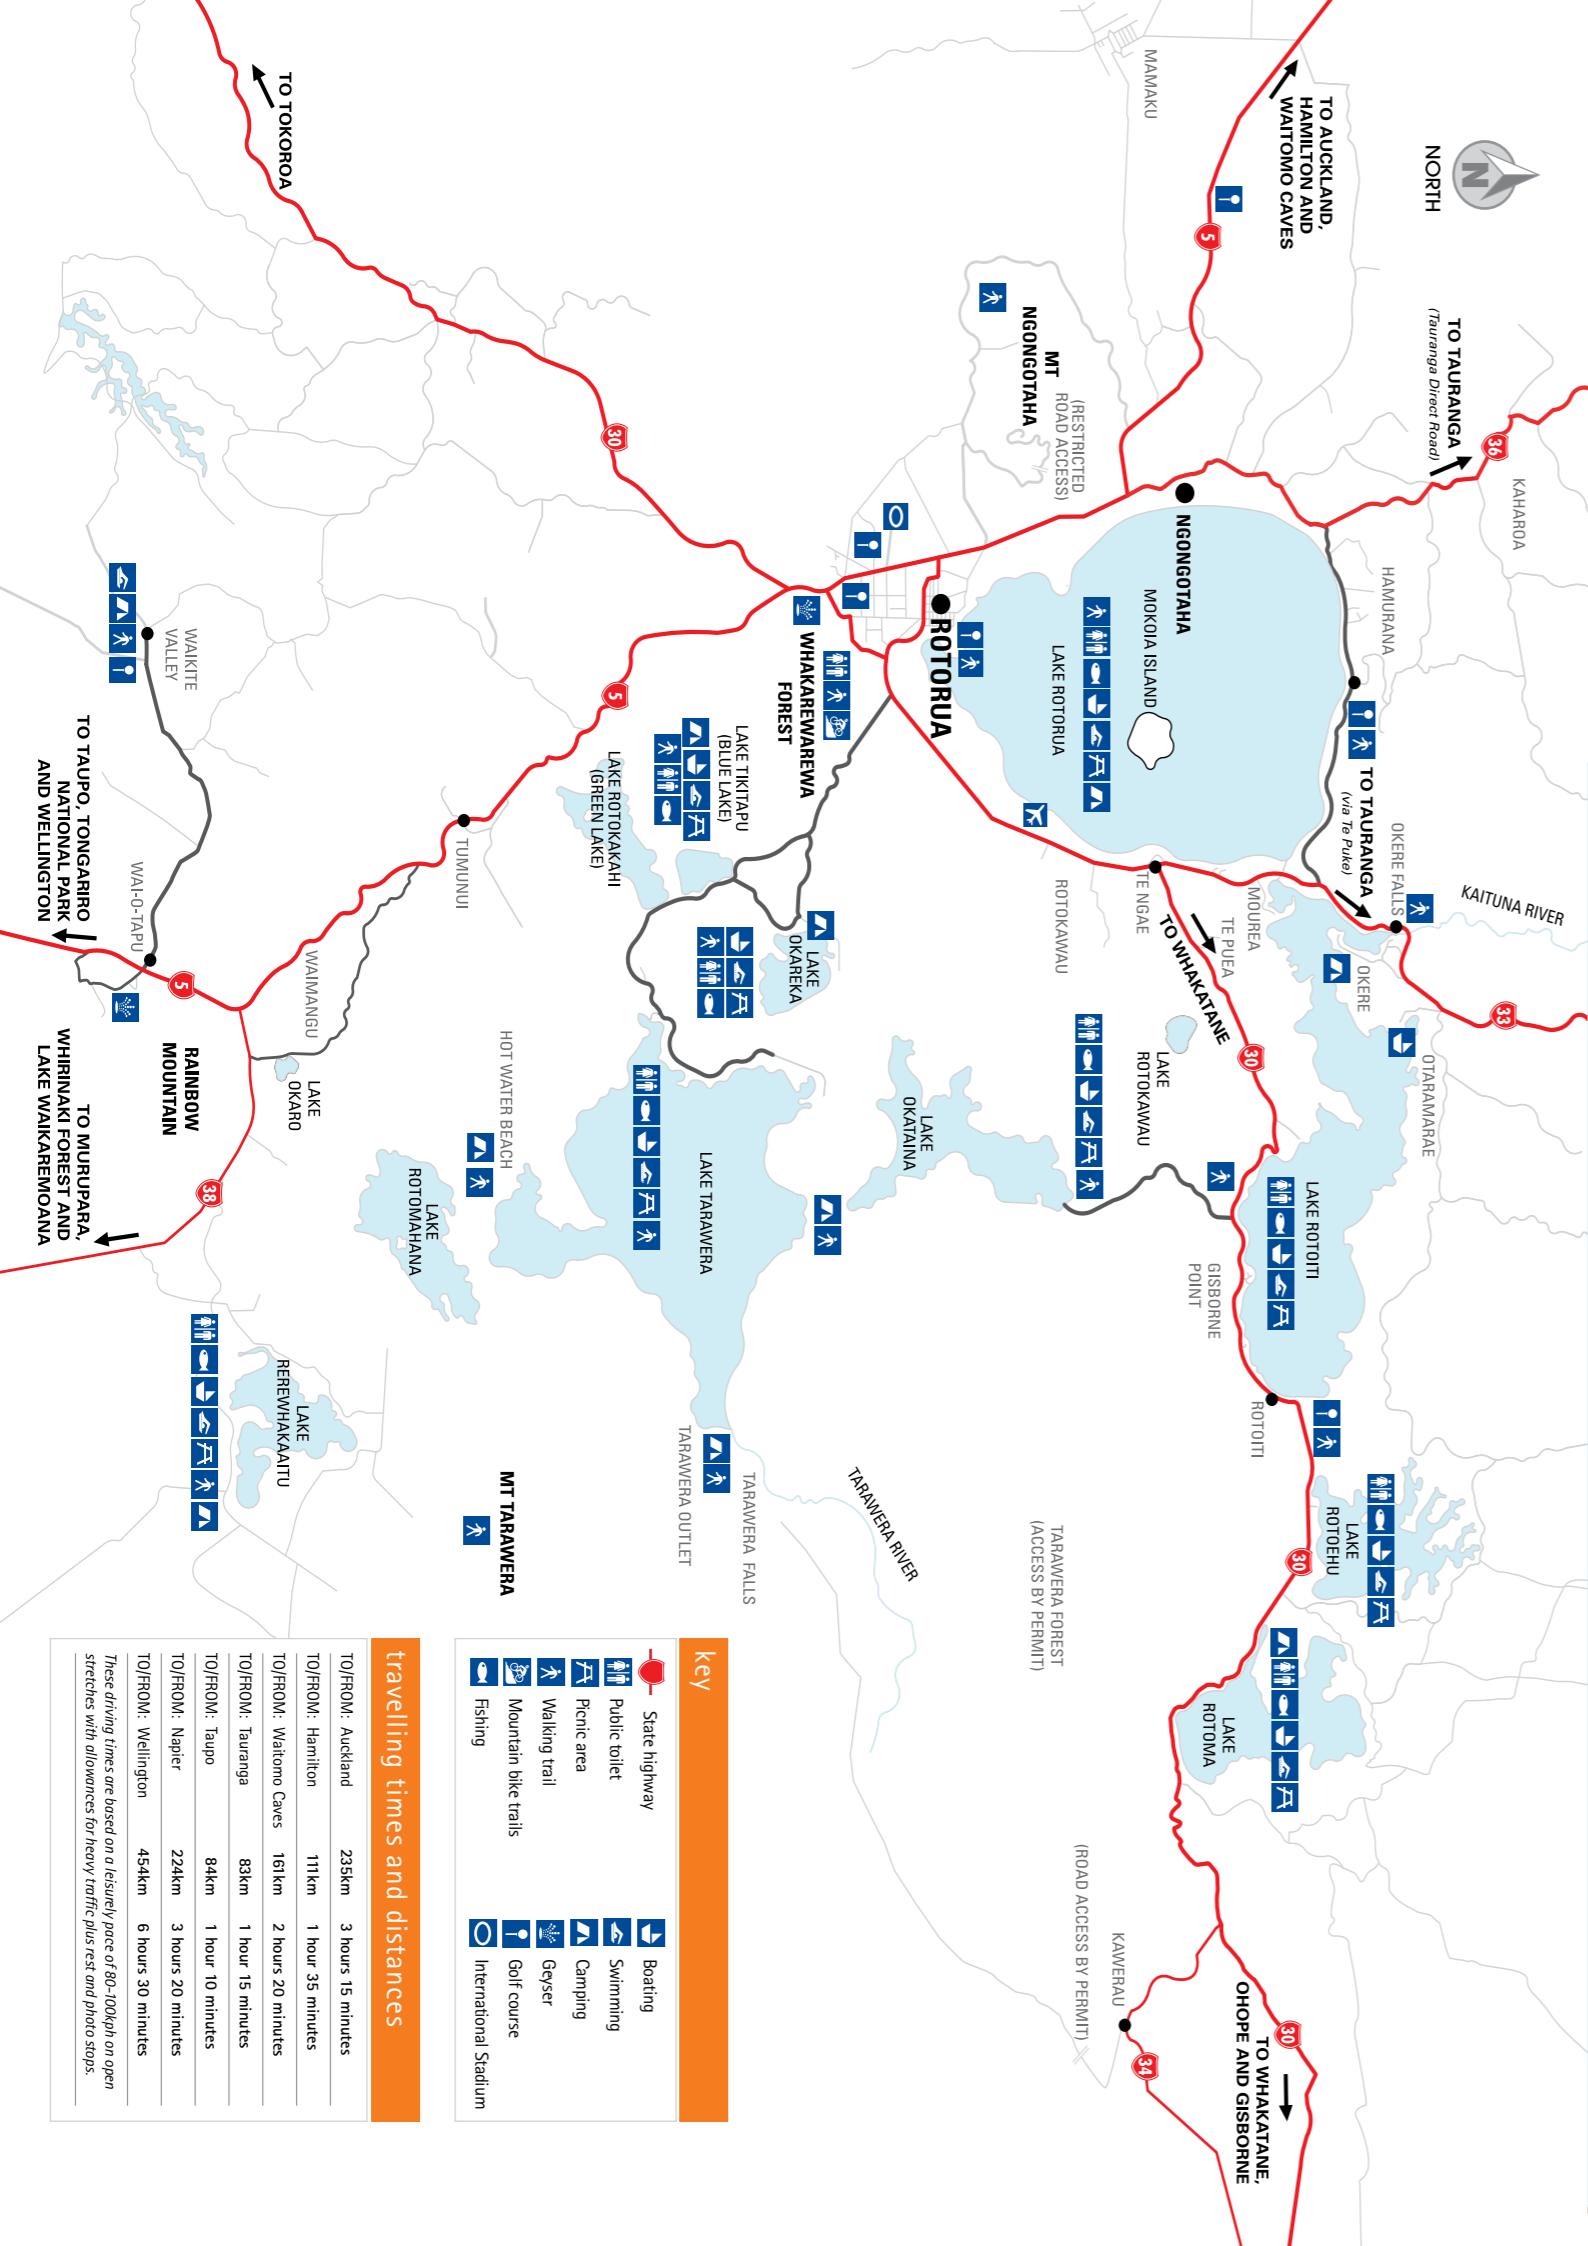 NORTH
N
TO AUCKLAND,
HAMILTON AND
WAITOMO CAVES
5
MAMAKU
TO TAURANGA
(Tauranga Direct Road)
36
KAHAROA
HAMURANA
TO TAURANGA
(via Te Puke)
OKERE FALLS
KAITUNA RIVER
33
MT
NGONGOTAHA
(RESTRICTED
ROAD ACCESS)
NGONGOTAHA
MOKOIA ISLAND
LAKE ROTORUA
ROTORUA
MOUREA
TE PUEA
TE NGAE
ROTOKAWAU
TO WHAKATANE
30
OKERE
OTARAMARAE
LAKE
ROTOKAWAU
LAKE ROTOITI
GISBORNE
POINT
ROTOITI
LAKE
ROTOEHU
30
LAKE
ROTOMA
TARAWERA FOREST
(ACCESS BY PERMIT)
KAWERAU
(ROAD ACCESS BY PERMIT)
34
30
TO WHAKATANE,
OHOPE AND GISBORNE
TO TOKOROA
30
WHAKAREWAREWA
FOREST
LAKE TIKITAPU
(BLUE LAKE)
LAKE ROTOKAKAHI
(GREEN LAKE)
LAKE
OKAREKA
LAKE
OKATAINA
LAKE TARAWERA
HOT WATER BEACH
LAKE
ROTOMAHANA
TARAWERA OUTLET
TARAWERA FALLS
TARAWERA RIVER
MT TARAWERA
5
TUMUNUI
WAIKITE
VALLEY
WAI-O-TAPU
WAIMANGU
LAKE
OKARO
5
RAINBOW
MOUNTAIN
38
TO TAUPO, TONGARIRO
NATIONAL PARK
AND WELLINGTON
TO MURUPARA,
WHIRINAKI FOREST AND
LAKE WAIKAREMOANA
LAKE
REREWHAKAAITU
key
State highway
Public toilet
Picnic area
Walking trail
Mountain bike trails
Fishing
Boating
Swimming
Camping
Geyser
Golf course
International Stadium
travelling times and distances
TO/FROM: Auckland 235km 3 hours 15 minutes
TO/FROM: Hamilton 111km 1 hour 35 minutes
TO/FROM: Waitomo Caves 161km 2 hours 20 minutes
TO/FROM: Tauranga 83km 1 hour 15 minutes
TO/FROM: Taupo 84km 1 hour 10 minutes
TO/FROM: Napier 224km 3 hours 20 minutes
TO/FROM: Wellington 454km 6 hours 30 minutes
These driving times are based on a leisurely pace of 80-100kph on open
stretches with allowances for heavy traffic plus rest and photo stops.